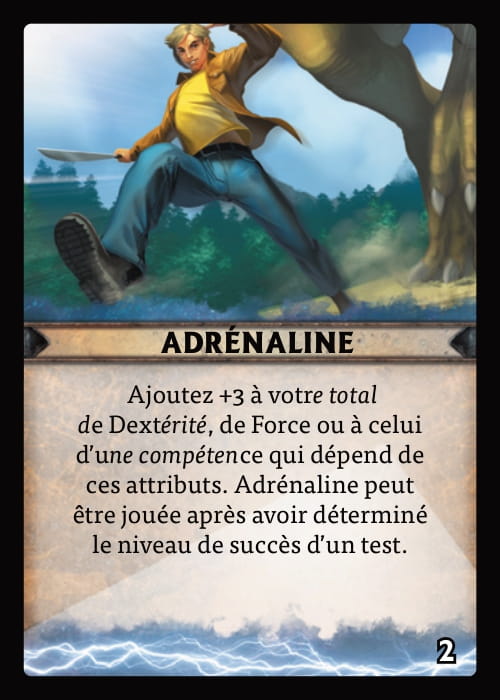 ADRÉNALINE
Ajoutez +3 à votre total
de Dextérité, de Force ou à celui
d'une compétence qui dépend de
ces attributs. Adrénaline peut
être jouée après avoir déterminé
le niveau de succès d'un test.
2